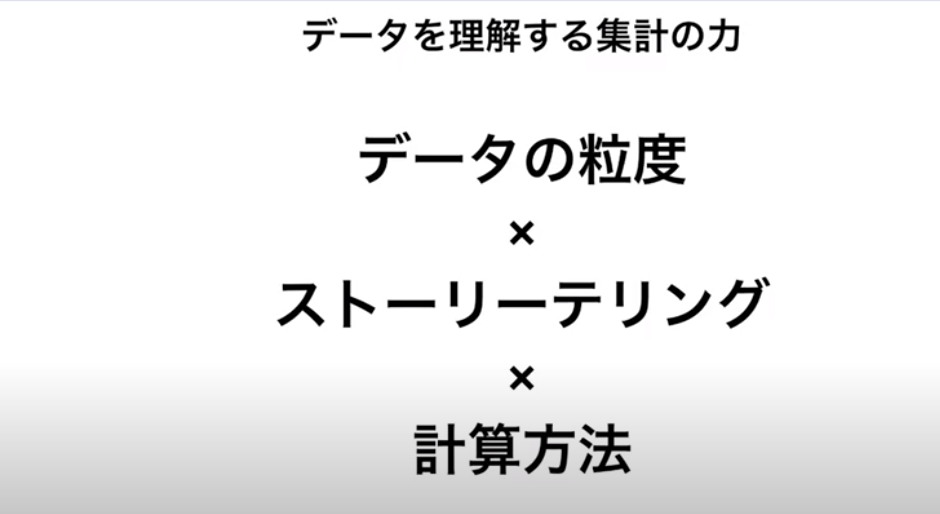 データを理解する集計の力
データの粒度
×
ストーリーテリング
×
計算方法